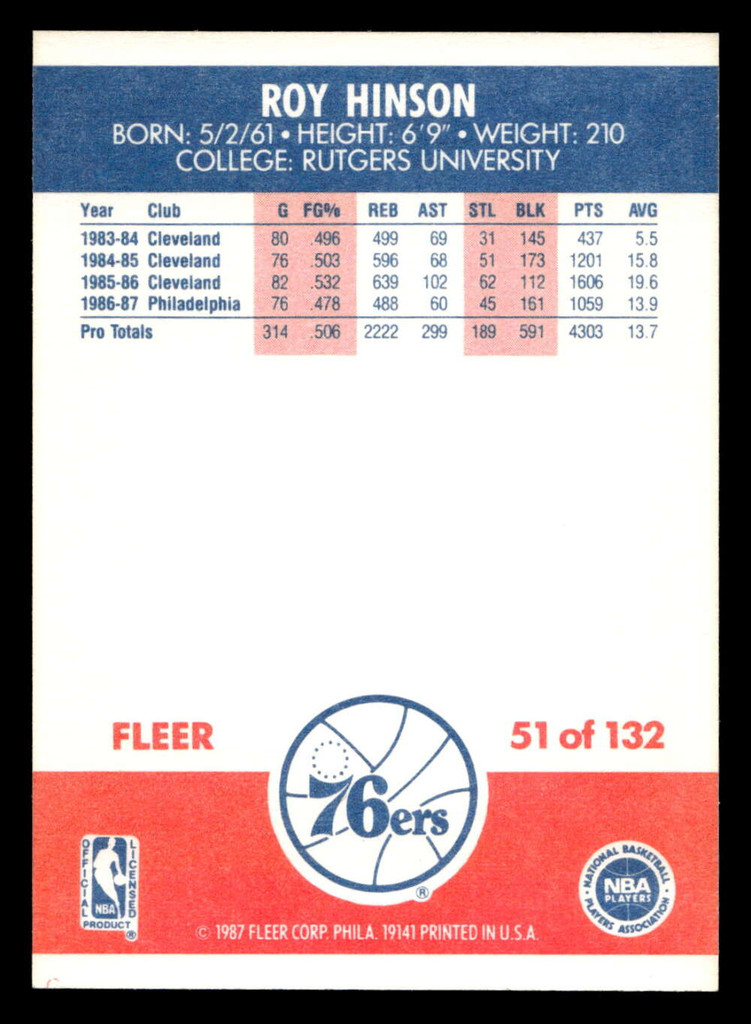 ROY HINSON
BORN: 5/2/61 • HEIGHT: 6'9" • WEIGHT: 210
COLLEGE: RUTGERS UNIVERSITY
Year Club G FG% REB AST STL BLK PTS AVG
1983-84 Cleveland 80 .496 499 69 31 145 437 5.5
1984-85 Cleveland 76 .503 596 68 51 173 1201 15.8
1985-86 Cleveland 82 .532 639 102 62 112 1606 19.6
1986-87 Philadelphia 76 .478 488 60 45 161 1059 13.9
Pro Totals 314 .506 2222 299 189 591 4303 13.7
FLEER
51 of 132
76ers
®
OFFICIAL LICENSED
NBA
PRODUCT ®
• NATIONAL BASKETBALL •
NBA
PLAYERS
PLAYERS ASSOCIATION
© 1987 FLEER CORP. PHILA. 19141 PRINTED IN U.S.A.